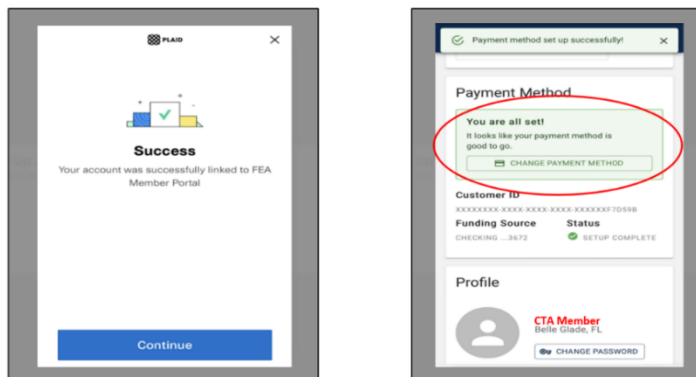 PLAID
Success
Your account was successfully linked to FEA
Member Portal
Continue
Payment method set up successfully!
Payment Method
You are all set!
It looks like your payment method is
good to go.
CHANGE PAYMENT METHOD
Customer ID
XXXXXXXX-XXXX-XXXX-XXXX-XXXXXXF7D59B
Funding Source Status
CHECKING ...3672 SETUP COMPLETE
Profile
CTA Member
Belle Glade, FL
CHANGE PASSWORD